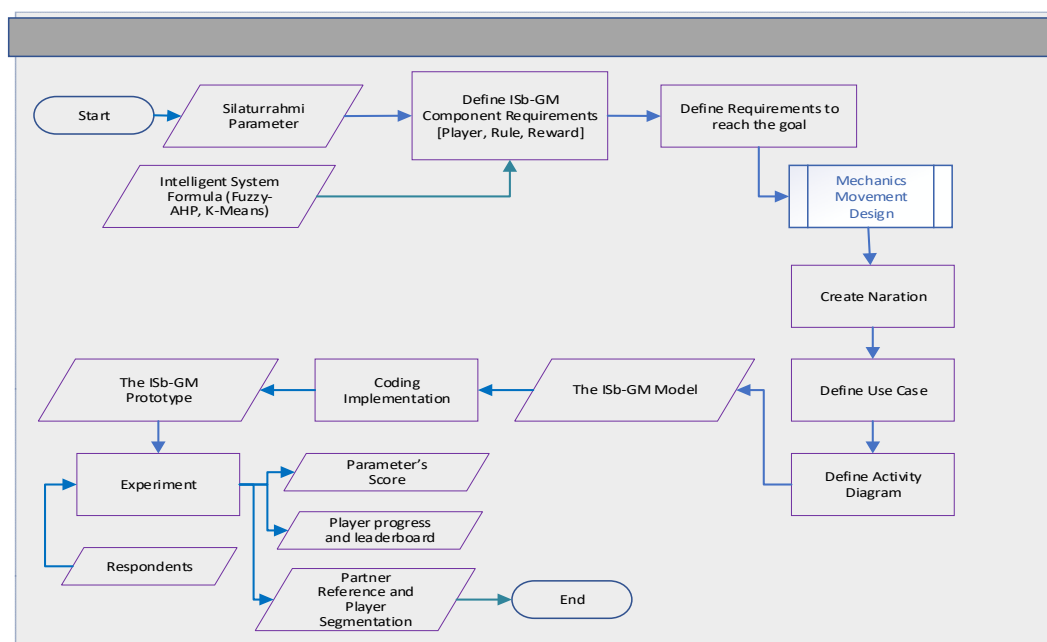 Start
Silaturrahmi
Parameter
Define ISb-GM
Component Requirements
[Player, Rule, Reward]
Define Requirements to
reach the goal
Intelligent System
Formula (Fuzzy-
AHP, K-Means)
Mechanics
Movement
Design
Create Naration
Define Use Case
Define Activity
Diagram
The ISb-GM Model
Coding
Implementation
The ISb-GM
Prototype
Experiment
Respondents
Parameter's
Score
Player progress
and leaderboard
Partner
Reference and
Player
Segmentation
End